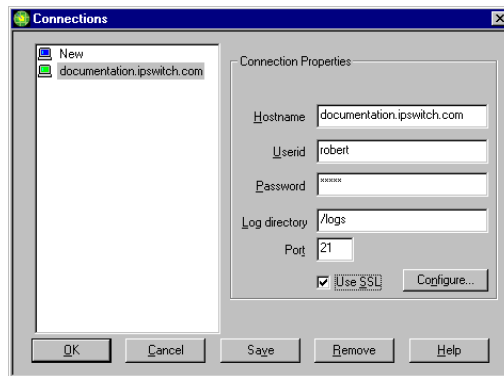 Connections
New
documentation.ipswitch.com
Connection Properties
Hostname documentation.ipswitch.com
Userid robert
Password xxxxx
Log directory /logs
Port 21
Use SSL Configure...
OK Cancel Save Remove Help